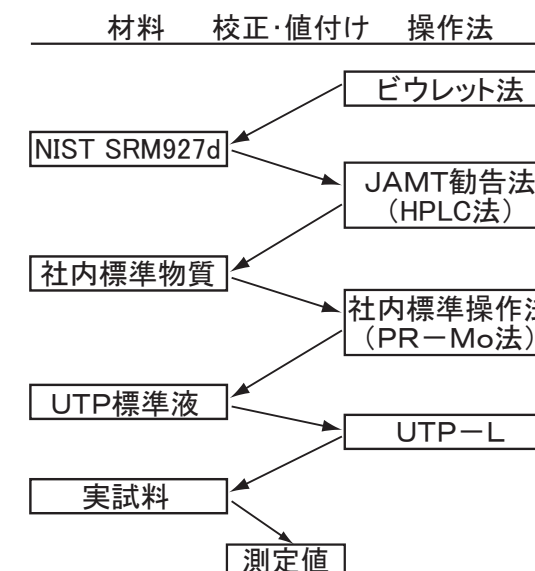 材料 校正・値付け 操作法
ビウレット法
NIST SRM927d
JAMT勧告法
（HPLC法）
社内標準物質
社内標準操作法
（PR－Mo法）
UTP標準液
UTP－L
実試料
測定値